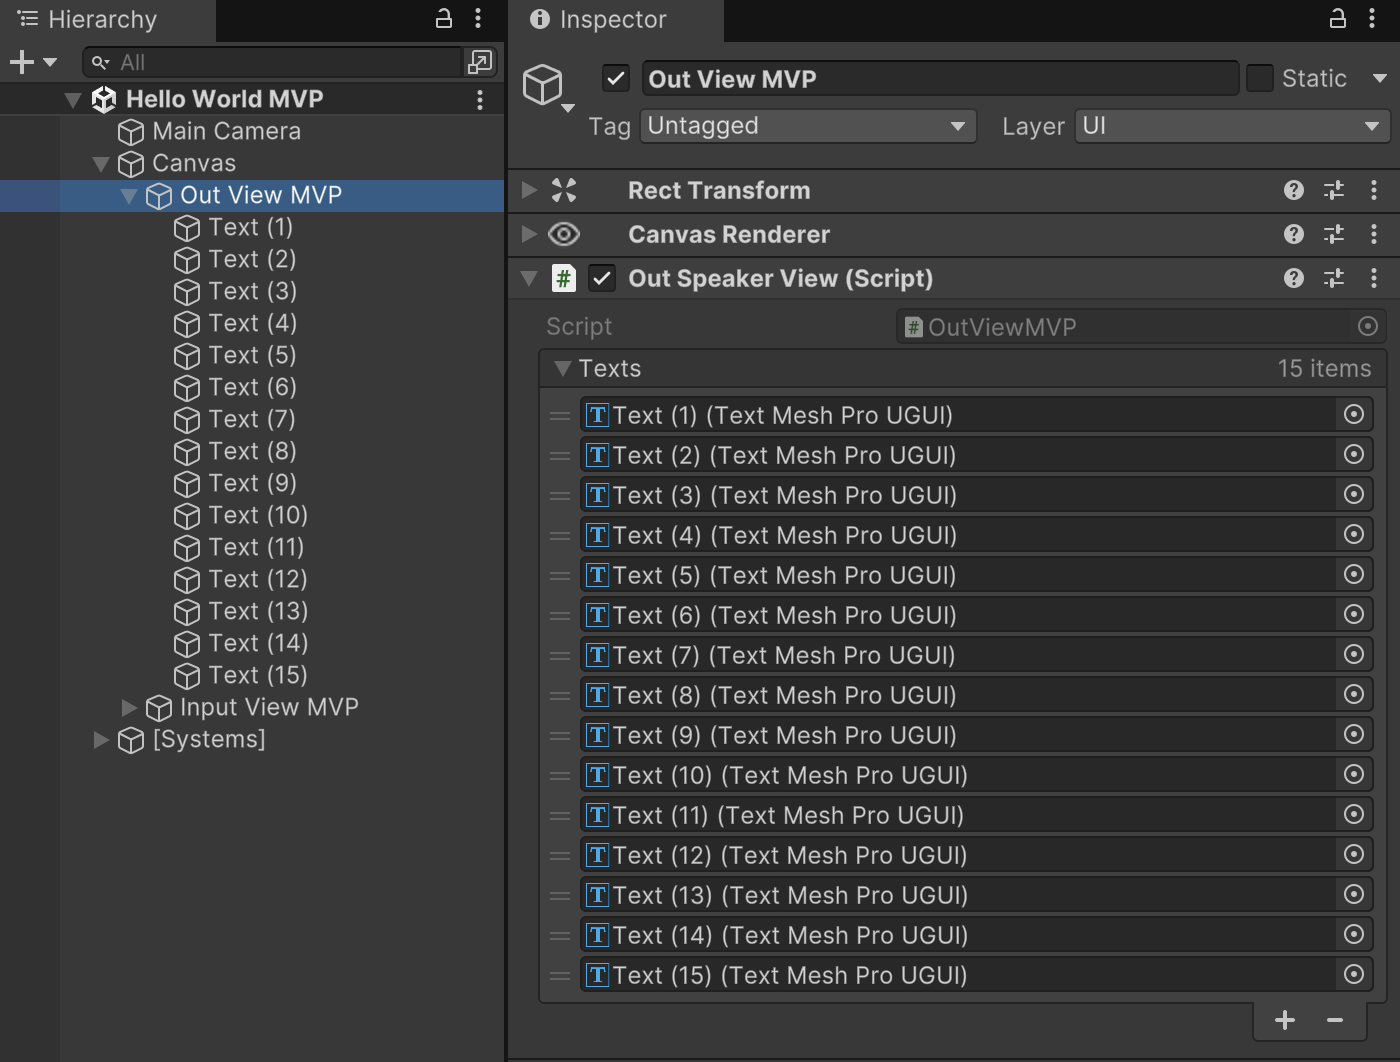 Hierarchy
All
Hello World MVP
Main Camera
Canvas
Out View MVP
Text (1)
Text (2)
Text (3)
Text (4)
Text (5)
Text (6)
Text (7)
Text (8)
Text (9)
Text (10)
Text (11)
Text (12)
Text (13)
Text (14)
Text (15)
Input View MVP
[Systems]
Inspector
Out View MVP
Static
Tag Untagged Layer UI
Rect Transform
Canvas Renderer
# Out Speaker View (Script)
Script # OutViewMVP
Texts 15 items
Text (1) (Text Mesh Pro UGUI)
Text (2) (Text Mesh Pro UGUI)
Text (3) (Text Mesh Pro UGUI)
Text (4) (Text Mesh Pro UGUI)
Text (5) (Text Mesh Pro UGUI)
Text (6) (Text Mesh Pro UGUI)
Text (7) (Text Mesh Pro UGUI)
Text (8) (Text Mesh Pro UGUI)
Text (9) (Text Mesh Pro UGUI)
Text (10) (Text Mesh Pro UGUI)
Text (11) (Text Mesh Pro UGUI)
Text (12) (Text Mesh Pro UGUI)
Text (13) (Text Mesh Pro UGUI)
Text (14) (Text Mesh Pro UGUI)
Text (15) (Text Mesh Pro UGUI)